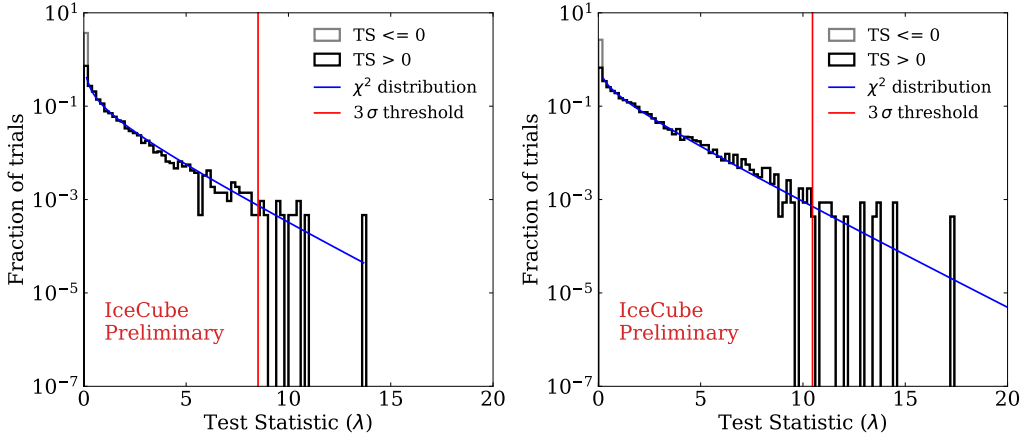 10^1
10^-1
10^-3
10^-5
10^-7
Fraction of trials
TS <= 0
TS > 0
χ² distribution
3 σ threshold
IceCube
Preliminary
0
5
10
15
20
Test Statistic (λ)
10^1
10^-1
10^-3
10^-5
10^-7
Fraction of trials
TS <= 0
TS > 0
χ² distribution
3 σ threshold
IceCube
Preliminary
0
5
10
15
20
Test Statistic (λ)